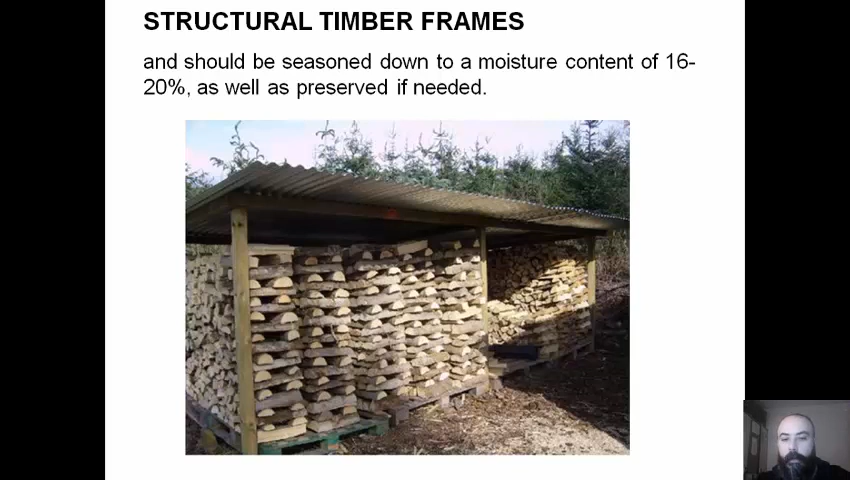 STRUCTURAL TIMBER FRAMES
and should be seasoned down to a moisture content of 16-
20%, as well as preserved if needed.